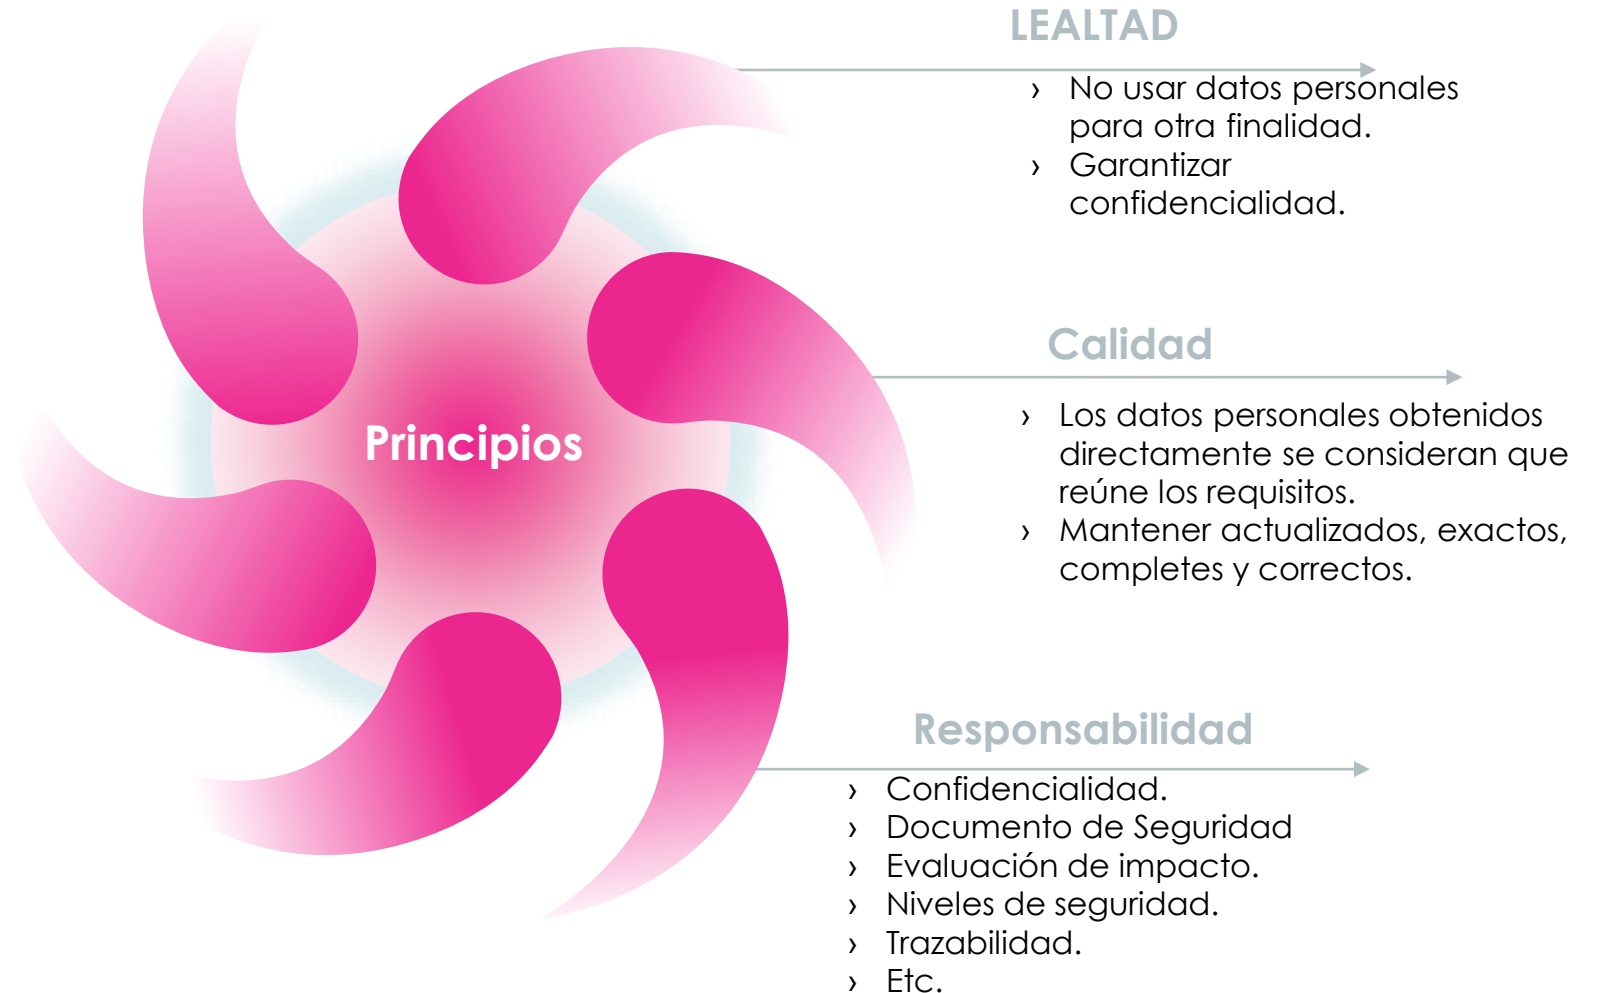 LEALTAD
› No usar datos personales
para otra finalidad.
› Garantizar
confidencialidad.
Calidad
› Los datos personales obtenidos
directamente se consideran que
reúne los requisitos.
› Mantener actualizados, exactos,
completes y correctos.
Principios
Responsabilidad
› Confidencialidad.
› Documento de Seguridad
› Evaluación de impacto.
› Niveles de seguridad.
› Trazabilidad.
› Etc.